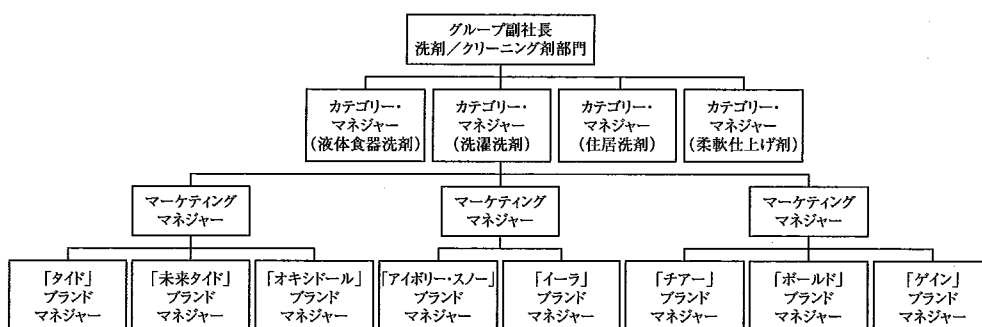 グループ副社長
洗剤／クリーニング剤部門
カテゴリー・
マネジャー
(液体食器洗剤)
カテゴリー・
マネジャー
(洗濯洗剤)
カテゴリー・
マネジャー
(住居洗剤)
カテゴリー・
マネジャー
(柔軟仕上げ剤)
マーケティング
マネジャー
マーケティング
マネジャー
マーケティング
マネジャー
「タイド」
ブランド
マネジャー
「未来タイド」
ブランド
マネジャー
「オキシドール」
ブランド
マネジャー
「アイボリー・スノー」
ブランド
マネジャー
「イーラ」
ブランド
マネジャー
「チアー」
ブランド
マネジャー
「ボールド」
ブランド
マネジャー
「ゲイン」
ブランド
マネジャー